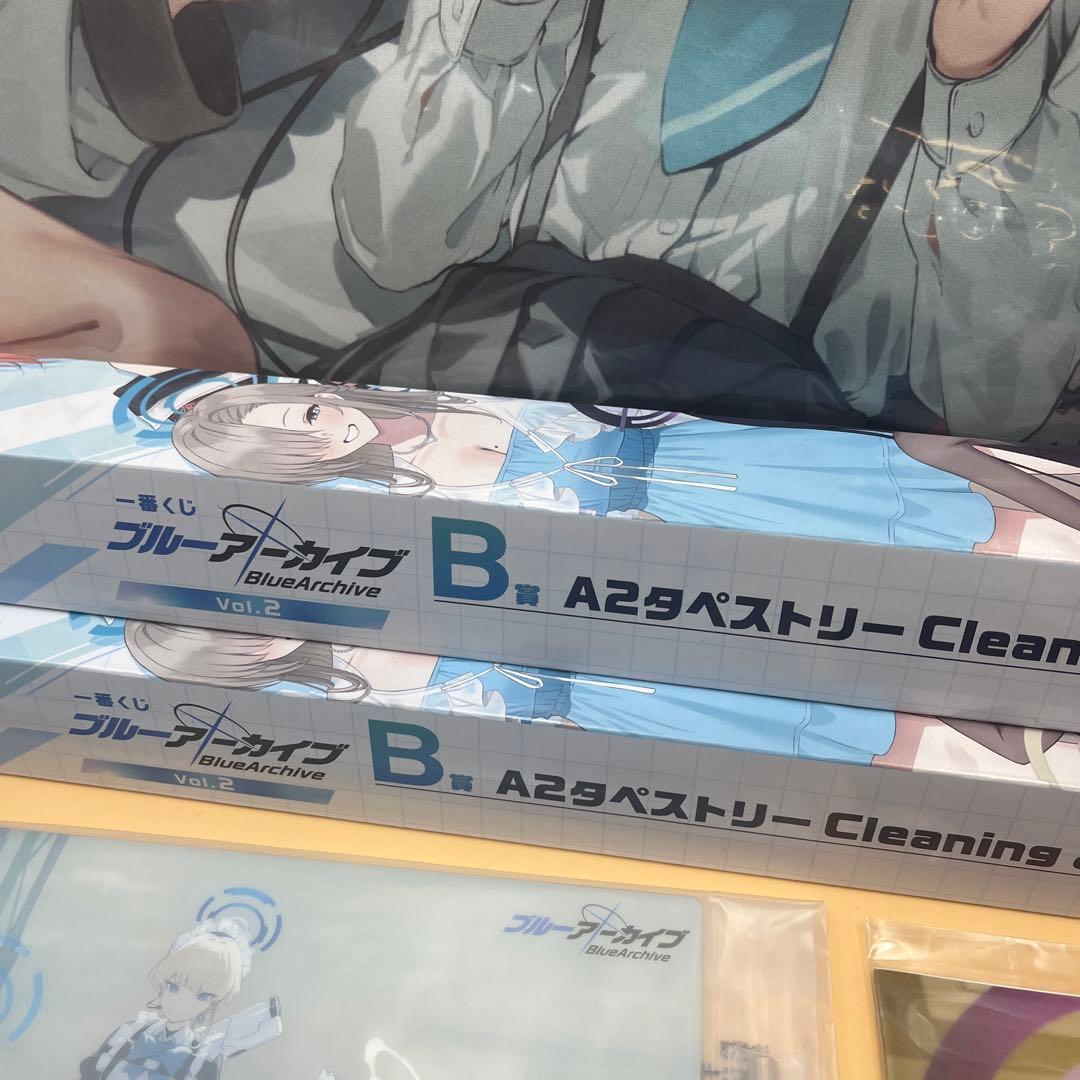 一番くじ
ブルーアーカイブ
BlueArchive
Vol.2
B賞 A2タペストリー Clean
一番くじ
ブルーアーカイブ
BlueArchive
Vol.2
B賞 A2タペストリー Cleaning &
ブルーアーカイブ
BlueArchive